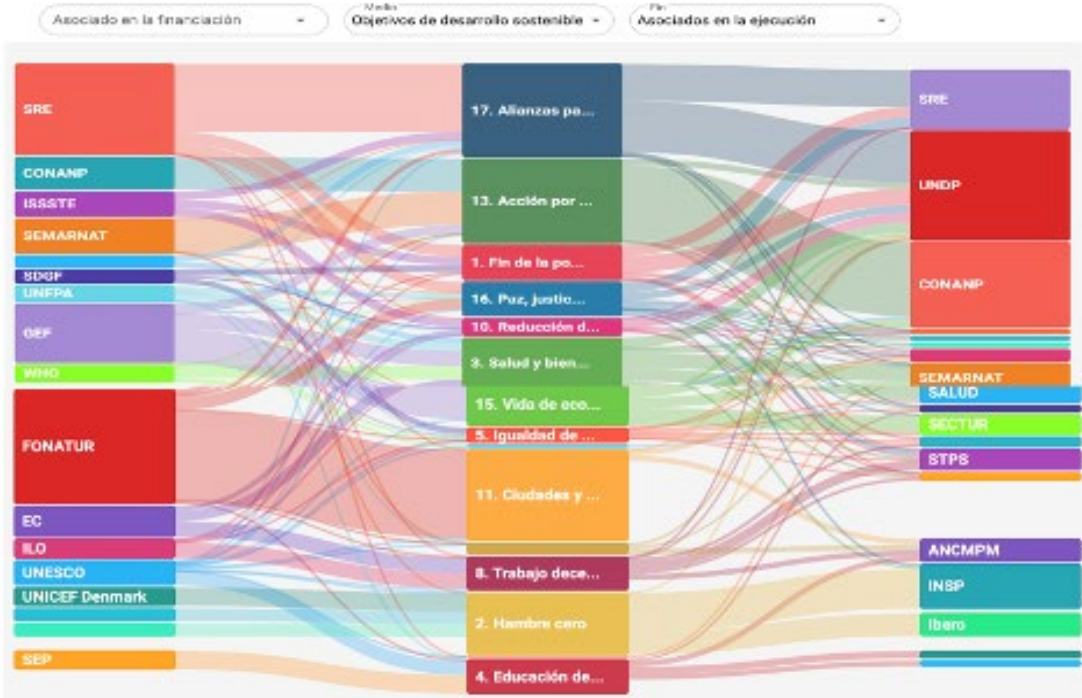 Asociado en la financiación
Medio
Objetivos de desarrollo sostenible
Fin
Asociados en la ejecución
SRE
CONANP
ISSSTE
SEMARNAT
SDGF
UNFPA
GEF
WHO
FONATUR
EC
ILO
UNESCO
UNICEF Denmark
SEP
17. Alianzas pa...
13. Acción por ...
1. Fin de la po...
16. Paz, justic...
10. Reducción d...
3. Salud y bien...
15. Vida de eco...
5. Igualdad de ...
11. Ciudades y ...
8. Trabajo dece...
2. Hambre cero
4. Educación de...
SRE
UNDP
CONANP
SEMARNAT
SALUD
SECTUR
STPS
ANCMPM
INSP
Ibero